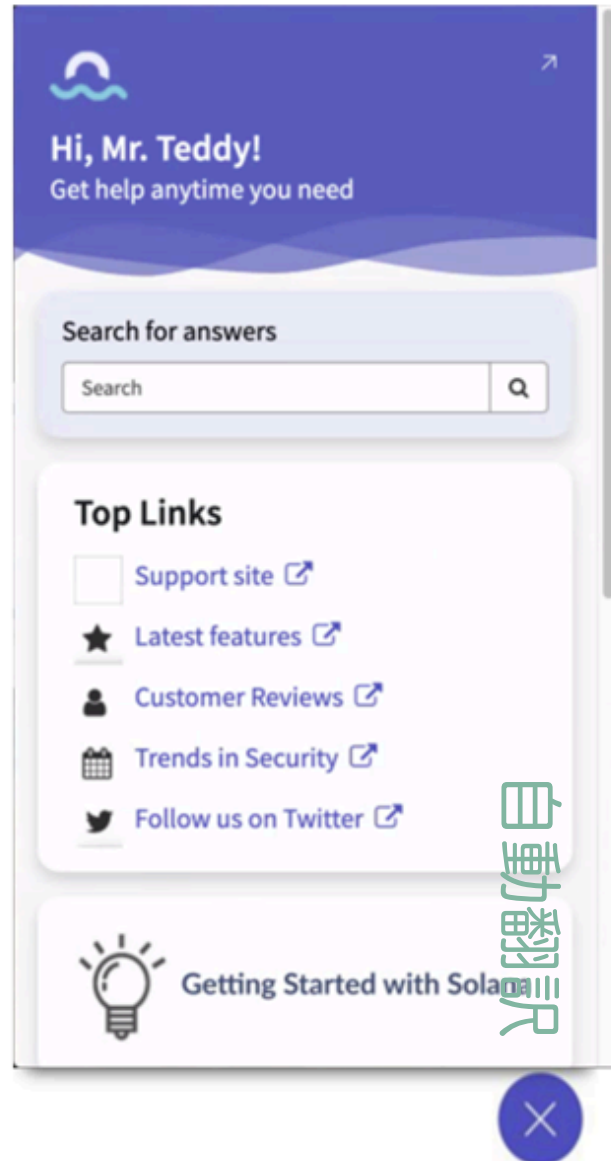 Hi, Mr. Teddy!
Get help anytime you need
Search for answers
Search
Top Links
Support site
Latest features
Customer Reviews
Trends in Security
Follow us on Twitter
Getting Started with Solana
自動翻訳